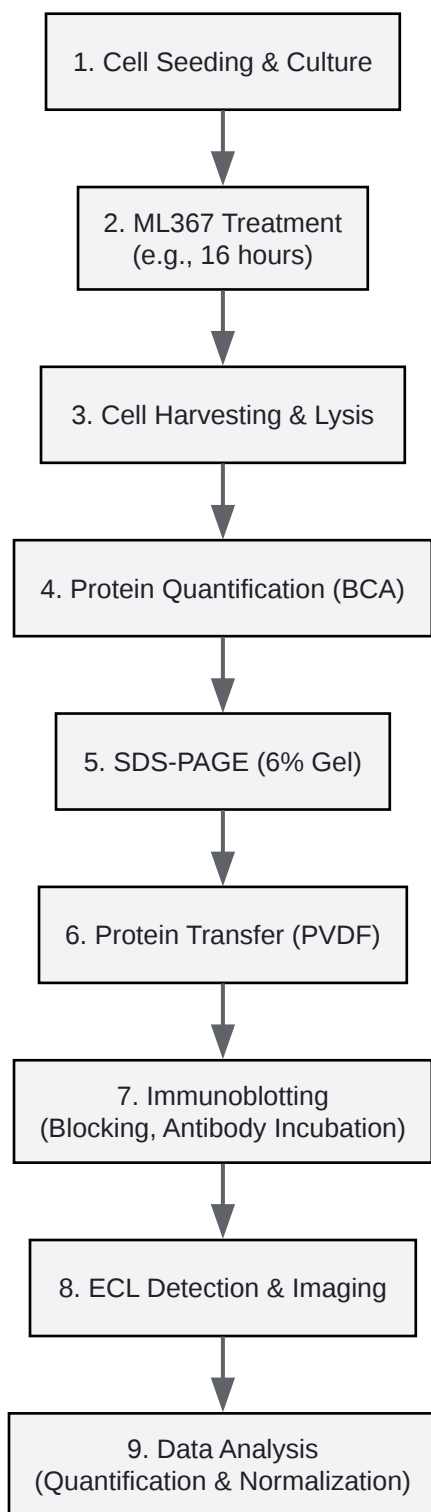 1. Cell Seeding & Culture
2. ML367 Treatment
(e.g., 16 hours)
3. Cell Harvesting & Lysis
4. Protein Quantification (BCA)
5. SDS-PAGE (6% Gel)
6. Protein Transfer (PVDF)
7. Immunoblotting
(Blocking, Antibody Incubation)
8. ECL Detection & Imaging
9. Data Analysis
(Quantification & Normalization)